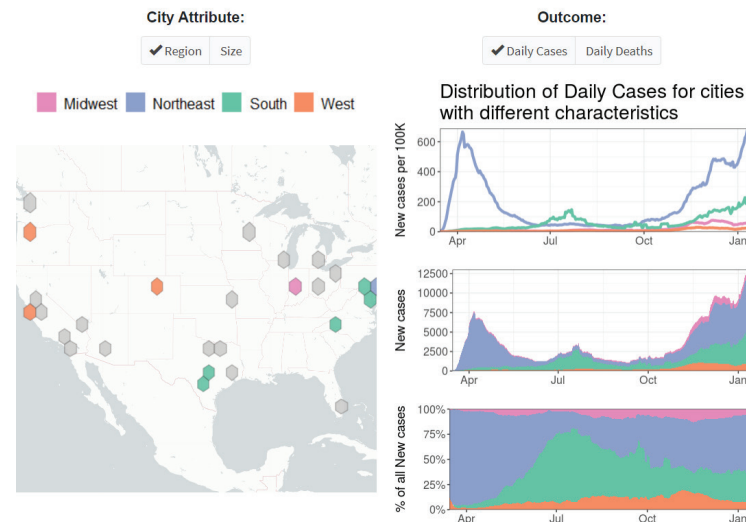 City Attribute:
Region Size
Midwest Northeast South West
Outcome:
Daily Cases Daily Deaths
Distribution of Daily Cases for cities
with different characteristics
New cases per 100K
600
400
200
0
Apr Jul Oct Jan
New cases
12500
10000
7500
5000
2500
0
Apr Jul Oct Jan
% of all New cases
100%
75%
50%
25%
0%
Apr Jul Oct Jan